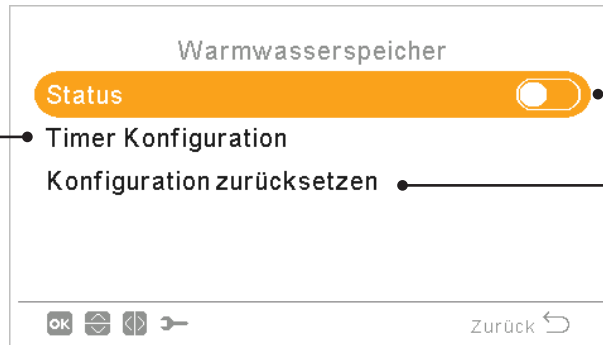 Warmwasserspeicher
Status
Timer Konfiguration
Konfiguration zurücksetzen
OK
Zurück